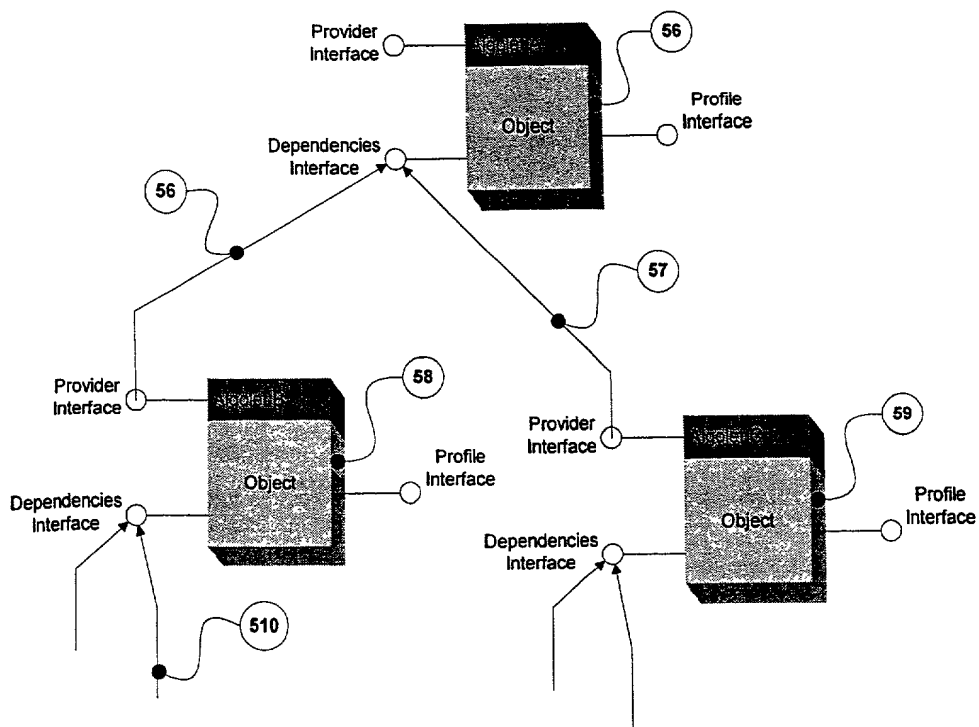 Provider
Interface
56
Object
Profile
Interface
Dependencies
Interface
56
57
Provider
Interface
58
Object
Profile
Interface
Dependencies
Interface
510
Provider
Interface
59
Object
Profile
Interface
Dependencies
Interface